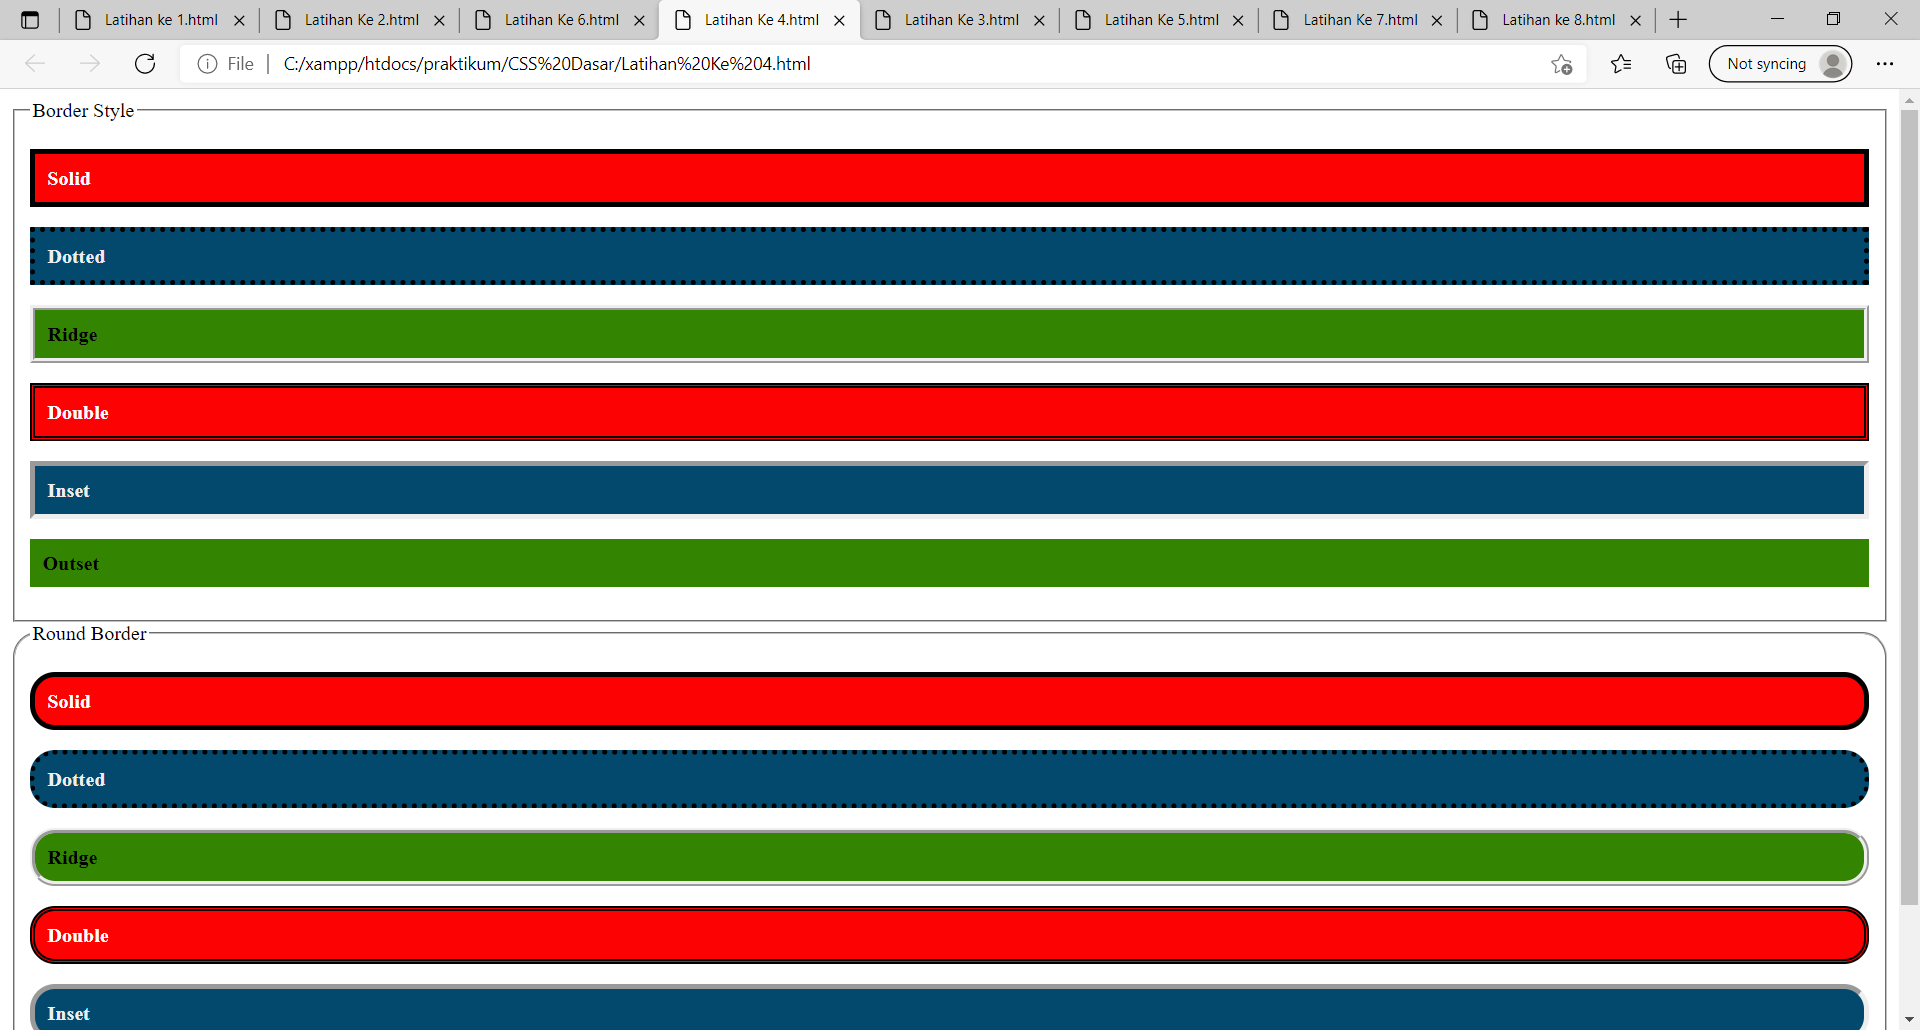 Latihan ke 1.html
Latihan Ke 2.html
Latihan Ke 6.html
Latihan Ke 4.html
Latihan Ke 3.html
Latihan Ke 5.html
Latihan Ke 7.html
Latihan ke 8.html
File
C:/xampp/htdocs/praktikum/CSS%20Dasar/Latihan%20Ke%204.html
Not syncing
Border Style
Solid
Dotted
Ridge
Double
Inset
Outset
Round Border
Solid
Dotted
Ridge
Double
Inset